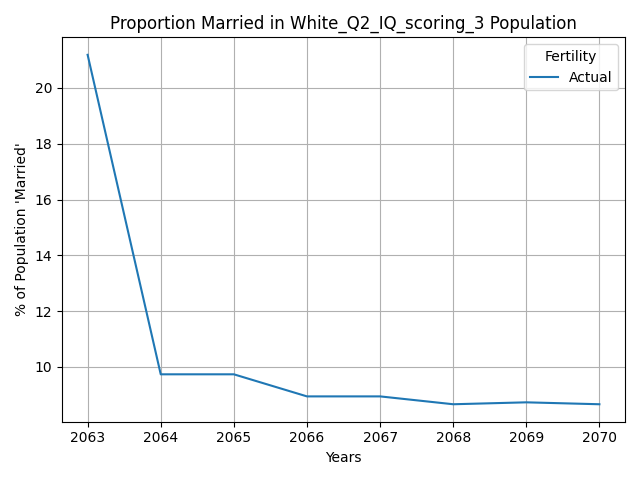 Proportion Married in White_Q2_IQ_scoring_3 Population
Fertility
Actual
% of Population 'Married'
20
18
16
14
12
10
2063 2064 2065 2066 2067 2068 2069 2070
Years